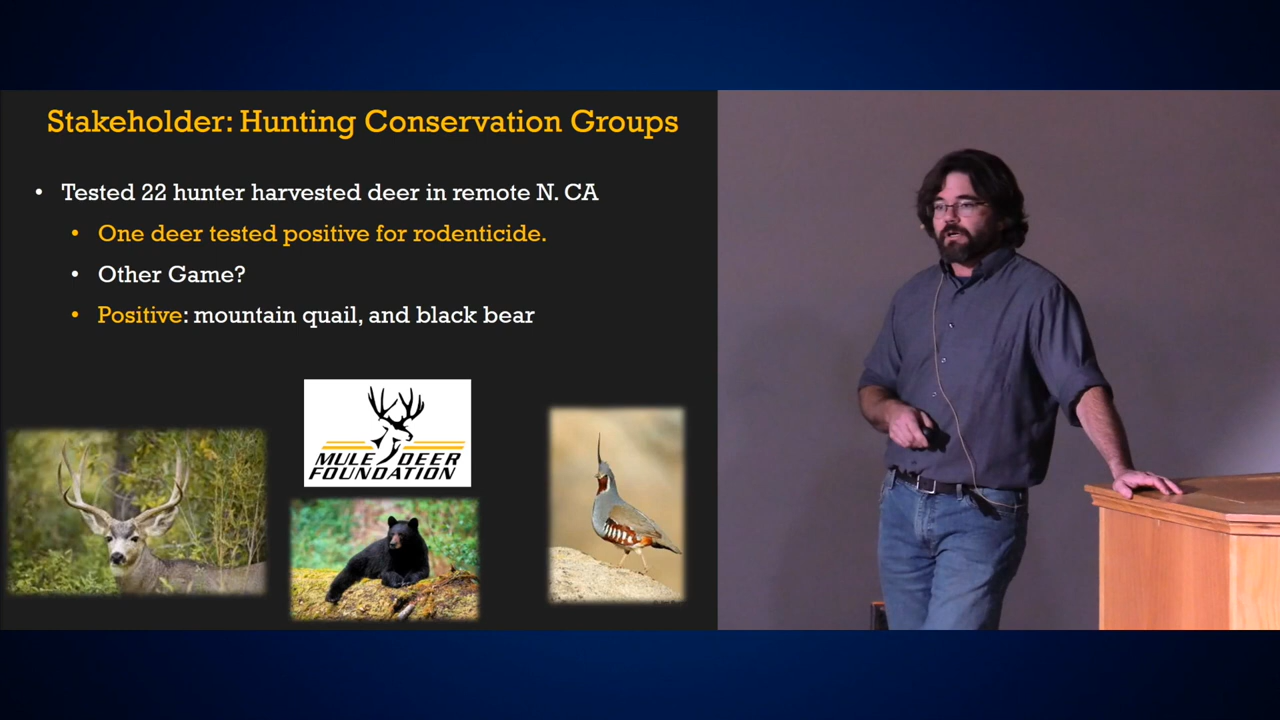 Stakeholder: Hunting Conservation Groups
• Tested 22 hunter harvested deer in remote N. CA
• One deer tested positive for rodenticide.
• Other Game?
• Positive: mountain quail, and black bear
MULE DEER
FOUNDATION